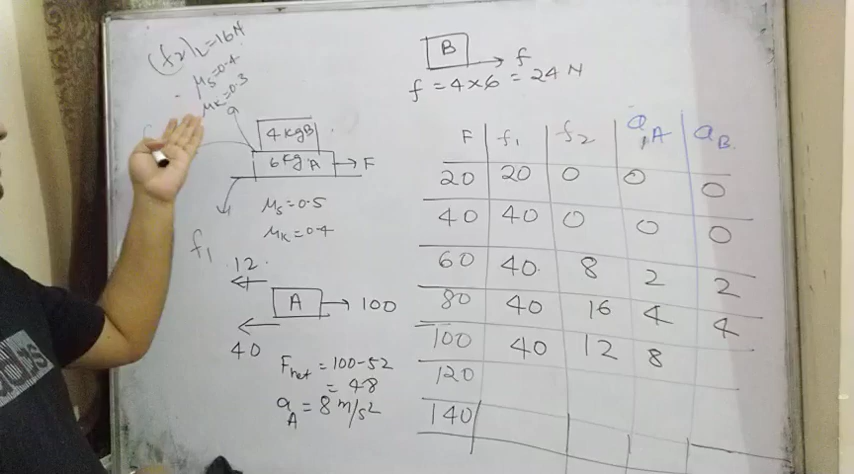 (f2)L=16N
μs=0.4
μK=0.3
4KgB
6KgA → F
μs=0.5
μK=0.4
f1
12
A → 100
40
Fnet = 100-52
= 48
aA = 8 m/s²
B
f
f = 4×6 = 24 N
F f1 f2 aA aB
20 20 0 0 0
40 40 0 0 0
60 40 8 2 2
80 40 16 4 4
100 40 12 8
120
140